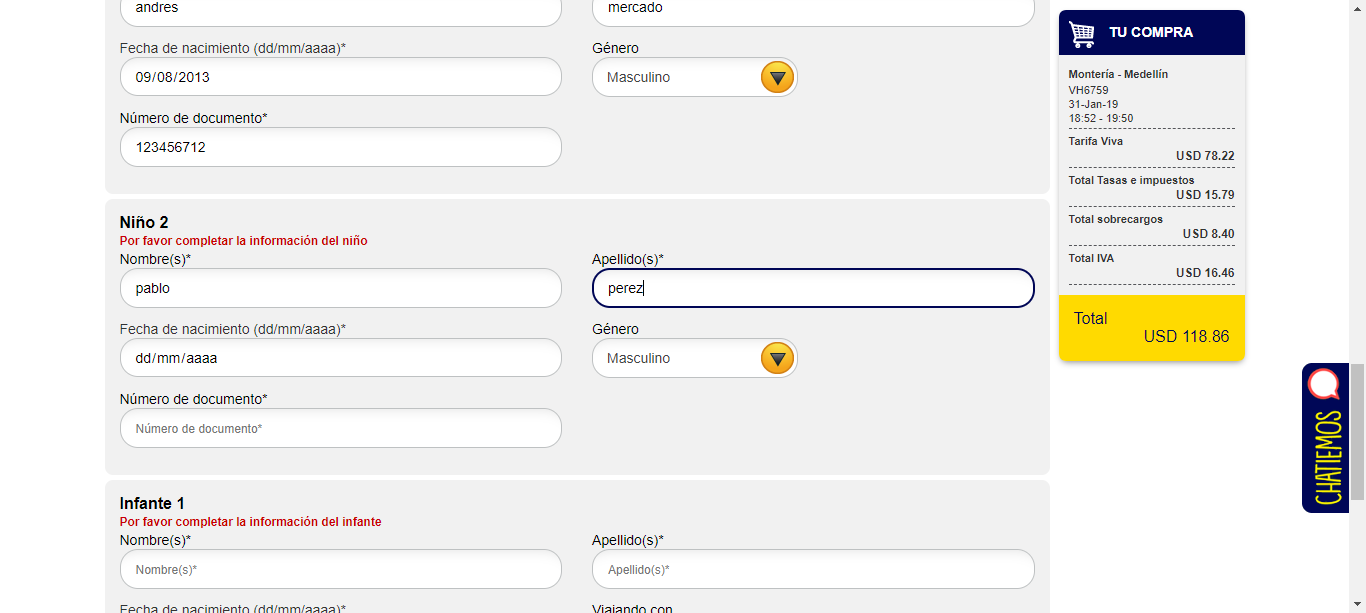 andres
mercado
Fecha de nacimiento (dd/mm/aaaa)*
Género
09/08/2013
Masculino
Número de documento*
123456712
Niño 2
Por favor completar la información del niño
Nombre(s)*
Apellido(s)*
pablo
perez
Fecha de nacimiento (dd/mm/aaaa)*
Género
dd/mm/aaaa
Masculino
Número de documento*
Número de documento*
Infante 1
Por favor completar la información del infante
Nombre(s)*
Apellido(s)*
Nombre(s)*
Apellido(s)*
Fecha de nacimiento (dd/mm/aaaa)*
Viajando con
TU COMPRA
Montería - Medellín
VH6759
31-Jan-19
18:52 - 19:50
Tarifa Viva
USD 78.22
Total Tasas e impuestos
USD 15.79
Total sobrecargos
USD 8.40
Total IVA
USD 16.46
Total
USD 118.86
CHATIEMOS